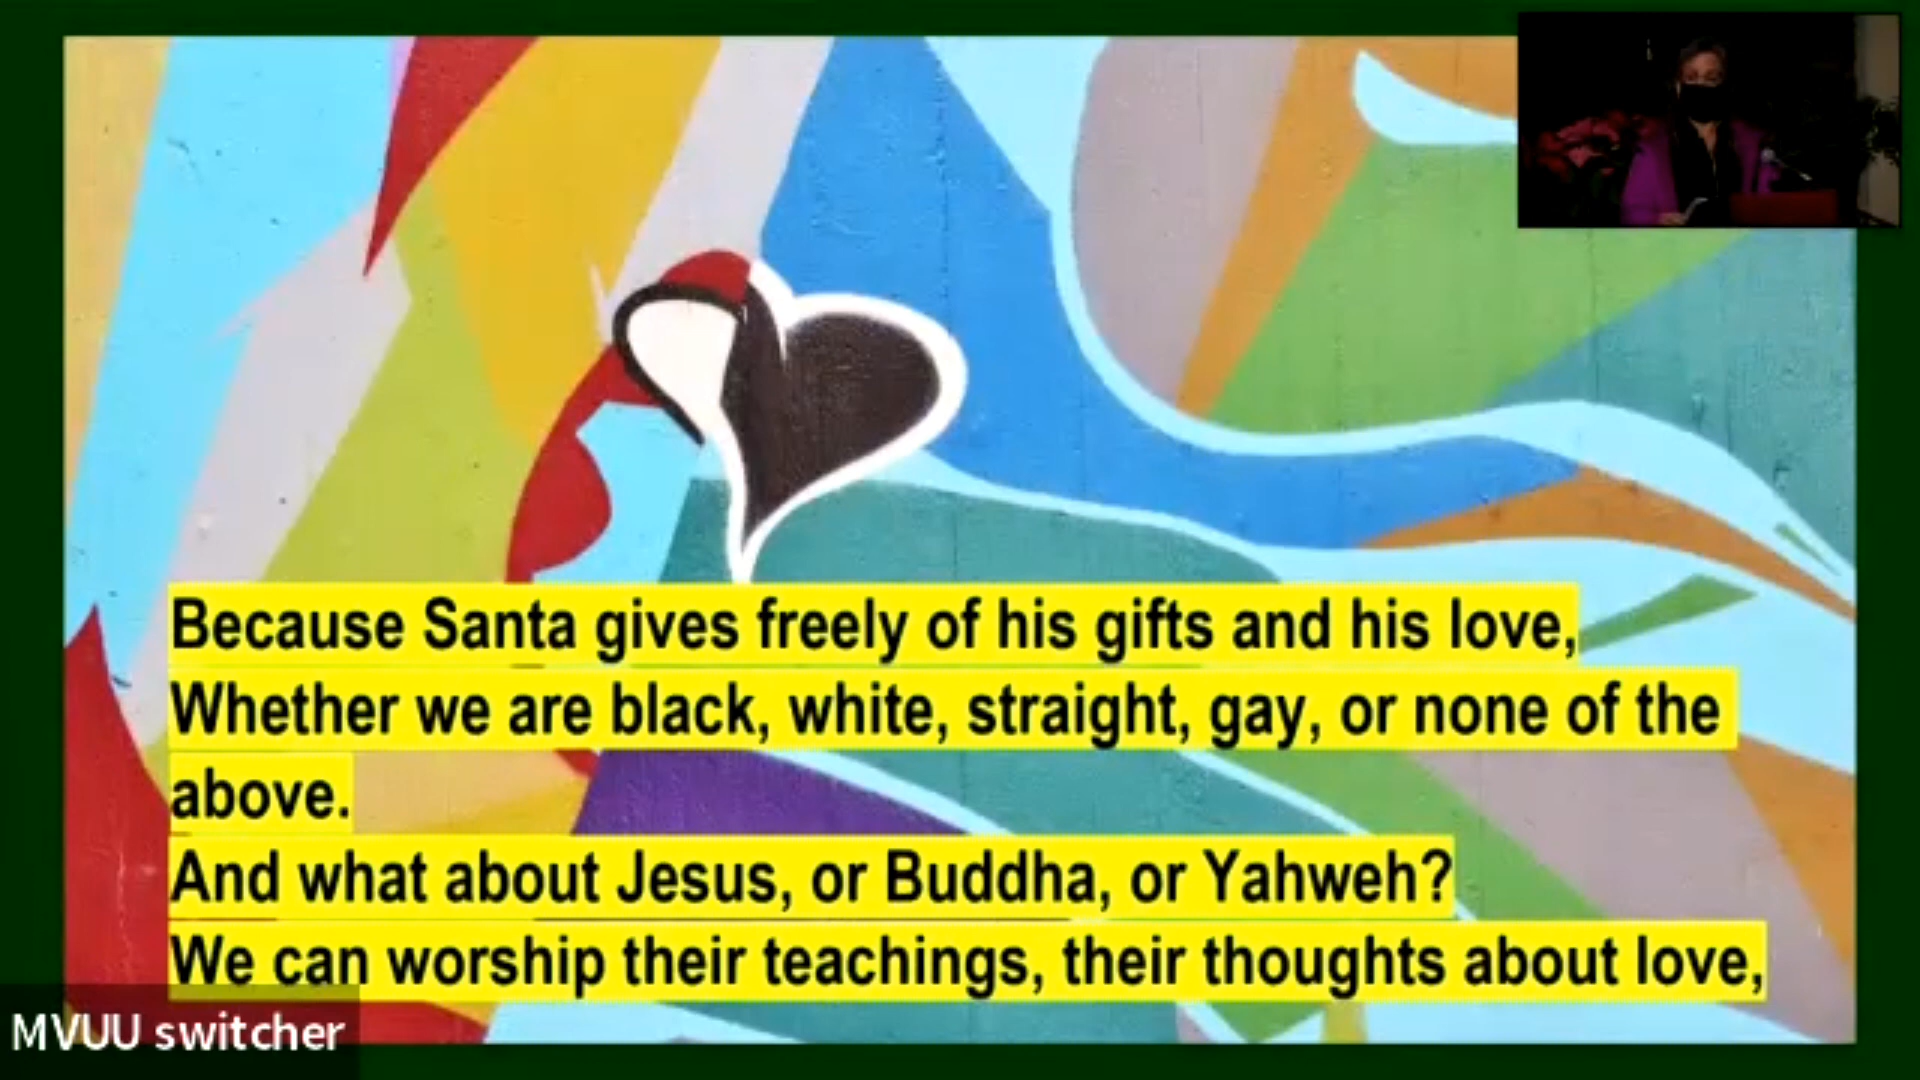 Because Santa gives freely of his gifts and his love,
Whether we are black, white, straight, gay, or none of the
above.
And what about Jesus, or Buddha, or Yahweh?
We can worship their teachings, their thoughts about love,
MVUU switcher